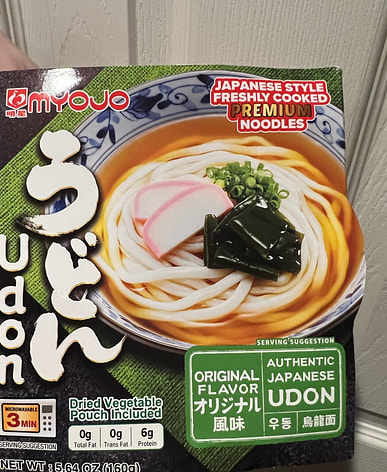 明星
myojo
JAPANESE STYLE
FRESHLY COOKED
PREMIUM
NOODLES
うどん
Udon
SERVING SUGGESTION
ORIGINAL
FLAVOR
オリジナル
風味
AUTHENTIC
JAPANESE
UDON
우동 烏龍面
Dried Vegetable
Pouch Included
MICROWAVABLE
3 MIN
SERVING SUGGESTION
0g
Total Fat
0g
Trans Fat
6g
Protein
NET WT : 5.64 OZ (160g)